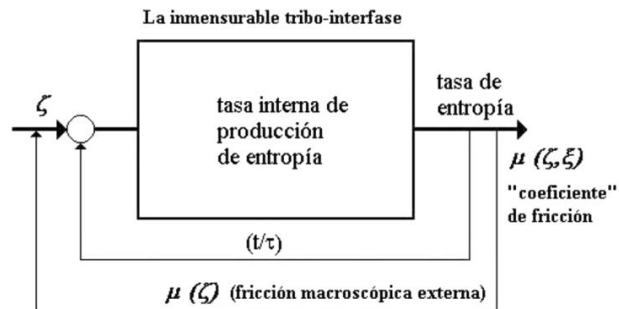 La inmensurable tribo-interfase
ζ
tasa interna de
producción
de entropía
tasa de
entropía
μ (ζ,ξ)
"coeficiente"
de fricción
(t/τ)
μ (ζ) (fricción macroscópica externa)